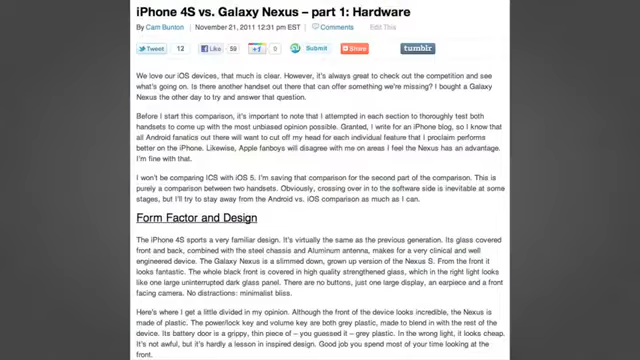 iPhone 4S vs. Galaxy Nexus – part 1: Hardware
By Cam Bunton | November 21, 2011 12:31 pm EST | Comments Edit This
Tweet 12 Like 59 +1 0 Submit Share 0 tumblr
We love our iOS devices, that much is clear. However, it's always great to check out the competition and see
what's going on. Is there another handset out there that can offer something we're missing? I bought a Galaxy
Nexus the other day to try and answer that question.
Before I start this comparison, it's important to note that I attempted in each section to thoroughly test both
handsets to come up with the most unbiased opinion possible. Granted, I write for an iPhone blog, so I know that
all Android fanatics out there will want to cut off my head for each individual feature that I proclaim performs
better on the iPhone. Likewise, Apple fanboys will disagree with me on areas I feel the Nexus has an advantage.
I'm fine with that.
I won't be comparing ICS with iOS 5. I'm saving that comparison for the second part of the comparison. This is
purely a comparison between two handsets. Obviously, crossing over in to the software side is inevitable at some
stages, but I'll try to stay away from the Android vs. iOS comparison as much as I can.
Form Factor and Design
The iPhone 4S sports a very familiar design. It's virtually the same as the previous generation. Its glass covered
front and back, combined with the steel chassis and Aluminum antenna, makes for a very clinical and well
engineered device. The Galaxy Nexus is a slimmed down, grown up version of the Nexus S. From the front it
looks fantastic. The whole black front is covered in high quality strengthened glass, which in the right light looks
like one large uninterrupted dark glass panel. There are no buttons, just one large display, an earpiece and a front
facing camera. No distractions: minimalist bliss.
Here's where I get a little divided in my opinion. Although the front of the device looks incredible, the Nexus is
made of plastic. The power/lock key and volume key are both grey plastic, made to blend in with the rest of the
device. Its battery door is a grippy, thin piece of – you guessed it – grey plastic. In the wrong light, it looks cheap.
It's not awful, but it's hardly a lesson in inspired design. Good job you spend most of your time looking at the
front.